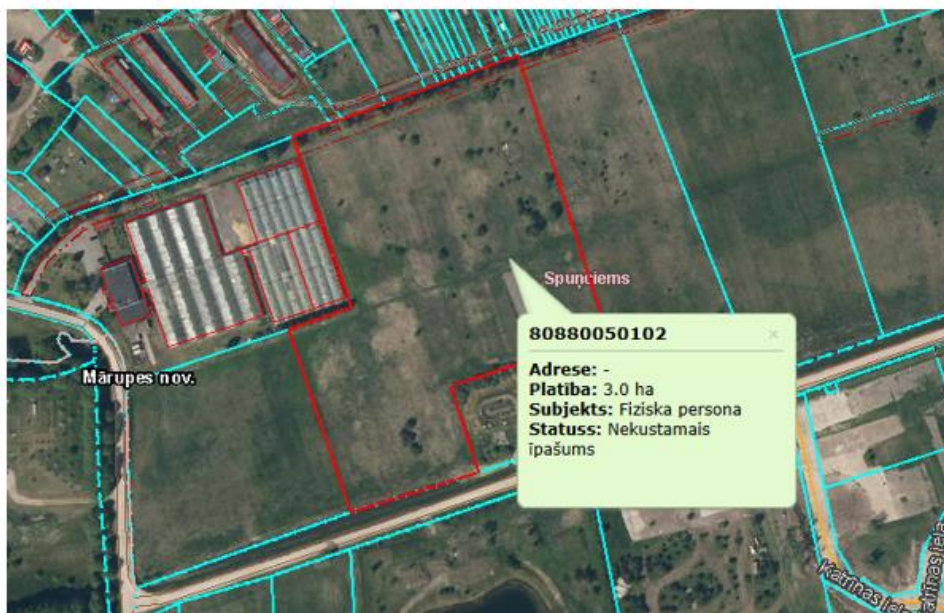 Spuņciems
80880050102
×
Adrese: -
Platība: 3.0 ha
Subjekts: Fiziska persona
Statuss: Nekustamais
īpašums
Mārupes nov.
Katrīnas iela